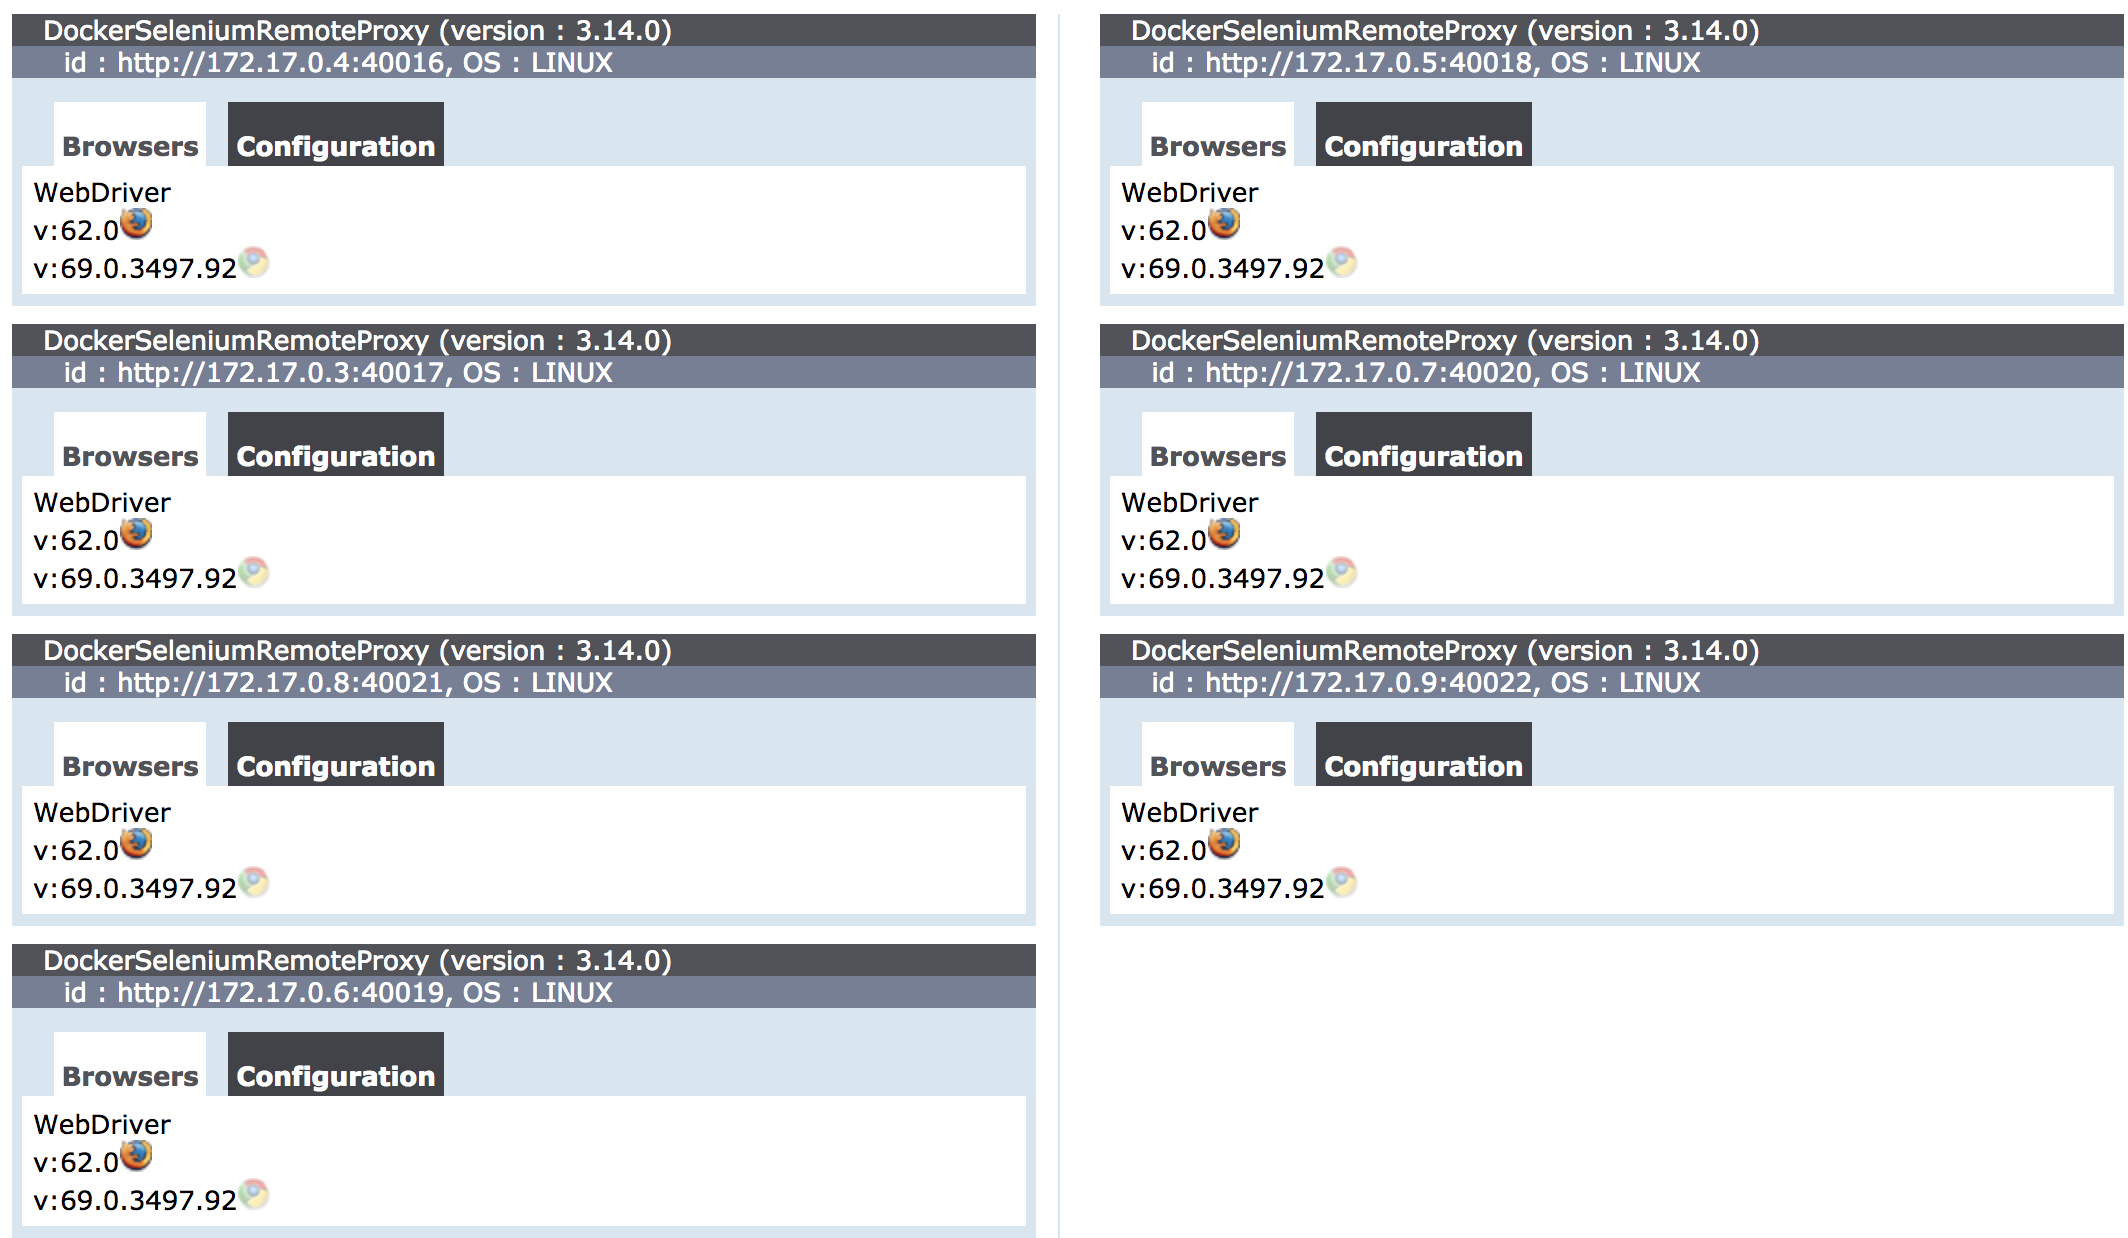 DockerSeleniumRemoteProxy (version : 3.14.0)
id : http://172.17.0.4:40016, OS : LINUX
Browsers Configuration
WebDriver
v:62.0
v:69.0.3497.92
DockerSeleniumRemoteProxy (version : 3.14.0)
id : http://172.17.0.3:40017, OS : LINUX
Browsers Configuration
WebDriver
v:62.0
v:69.0.3497.92
DockerSeleniumRemoteProxy (version : 3.14.0)
id : http://172.17.0.8:40021, OS : LINUX
Browsers Configuration
WebDriver
v:62.0
v:69.0.3497.92
DockerSeleniumRemoteProxy (version : 3.14.0)
id : http://172.17.0.6:40019, OS : LINUX
Browsers Configuration
WebDriver
v:62.0
v:69.0.3497.92
DockerSeleniumRemoteProxy (version : 3.14.0)
id : http://172.17.0.5:40018, OS : LINUX
Browsers Configuration
WebDriver
v:62.0
v:69.0.3497.92
DockerSeleniumRemoteProxy (version : 3.14.0)
id : http://172.17.0.7:40020, OS : LINUX
Browsers Configuration
WebDriver
v:62.0
v:69.0.3497.92
DockerSeleniumRemoteProxy (version : 3.14.0)
id : http://172.17.0.9:40022, OS : LINUX
Browsers Configuration
WebDriver
v:62.0
v:69.0.3497.92